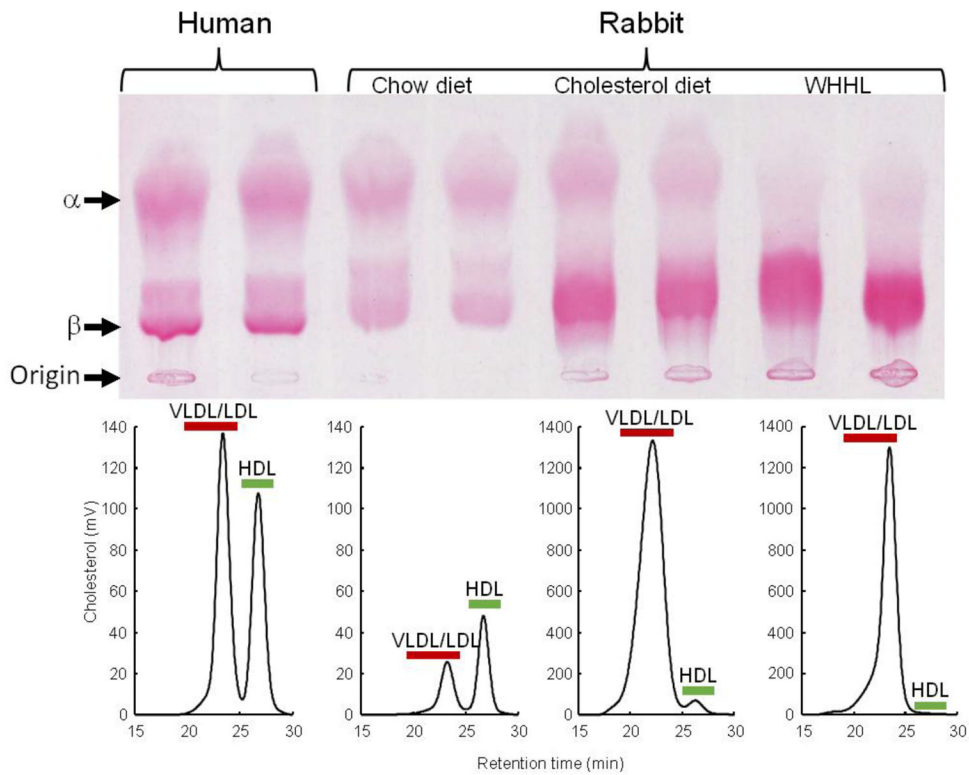 Human Rabbit
Chow diet Cholesterol diet WHHL
α
β
Origin
VLDL/LDL
HDL
140
120
100
80
60
40
20
0
15 20 25 30
Cholesterol (mV)
140
120
100
80
60
40
20
0
HDL
VLDL/LDL
15 20 25 30
VLDL/LDL
1400
1200
1000
800
600
400
200
0
HDL
15 20 25 30
VLDL/LDL
1400
1200
1000
800
600
400
200
0
HDL
15 20 25 30
Retention time (min)